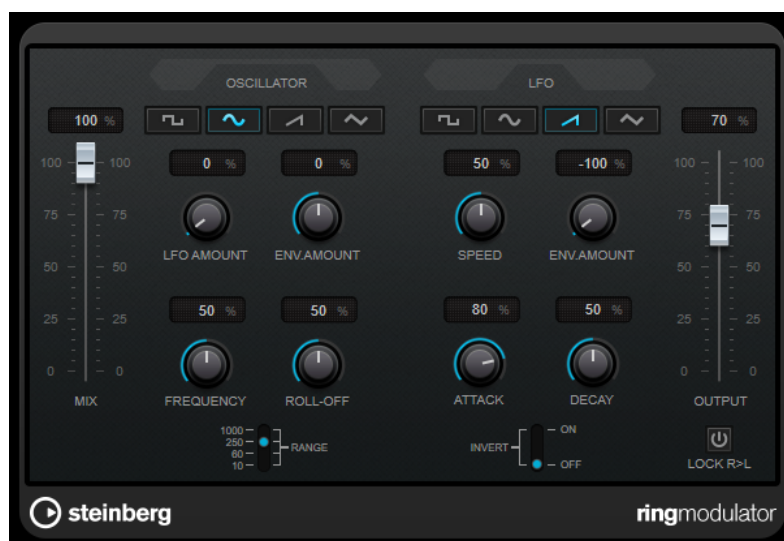 OSCILLATOR LFO
100 % 70 %
0 % 0 % 50 % -100 %
100 100 100 100
75 75 75 75
LFO AMOUNT ENV.AMOUNT SPEED ENV.AMOUNT
50 50 50 50
50 % 50 % 80 % 50 %
25 25 25 25
0 0 0 0
MIX FREQUENCY ROLL-OFF ATTACK DECAY OUTPUT
1000
250
60
10
RANGE
INVERT
ON
OFF
LOCK R>L
steinberg
ringmodulator